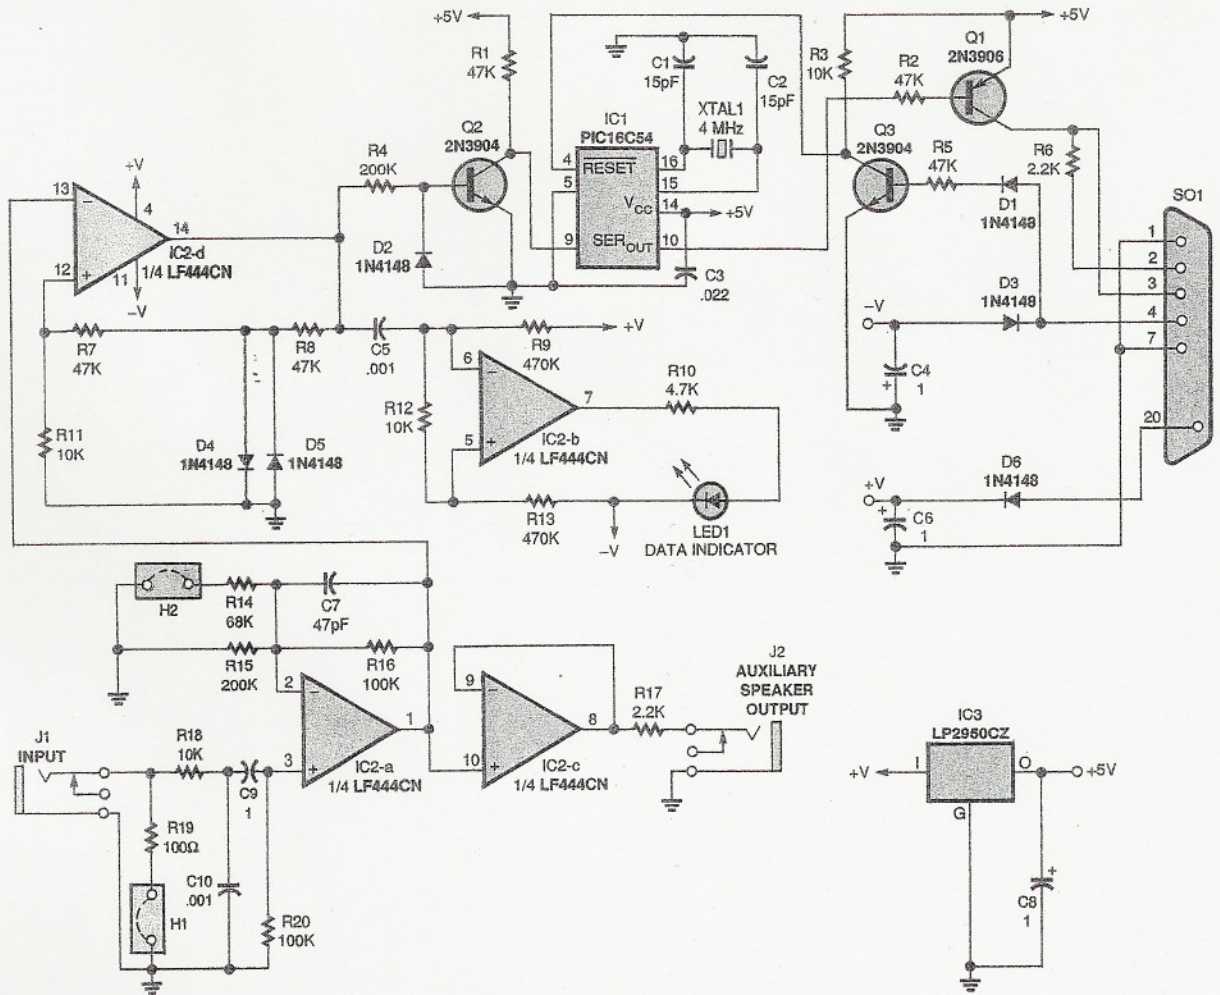 +5V
R1
47K
C1
15pF
C2
15pF
R3
10K
R2
47K
Q1
2N3906
+5V
IC1
PIC16C54
XTAL1
4 MHz
Q2
2N3904
Q3
2N3904
R4
200K
R5
47K
R6
2.2K
4
RESET
16
5
15
VCC
14
+5V
9
SEROUT
10
D1
1N4148
SO1
13
–
+V
4
14
12
+
11
–V
IC2-d
1/4 LF444CN
D2
1N4148
C3
.022
1
2
3
4
7
20
D3
1N4148
–V
C4
+
1
R7
47K
R8
47K
C5
.001
R9
470K
+V
6
–
7
5
+
IC2-b
1/4 LF444CN
R10
4.7K
R12
10K
R11
10K
D4
1N4148
D5
1N4148
R13
470K
–V
LED1
DATA INDICATOR
D6
1N4148
+V
+
C6
1
H2
R14
68K
C7
47pF
R15
200K
R16
100K
2
–
1
3
+
IC2-a
1/4 LF444CN
9
–
8
10
+
IC2-c
1/4 LF444CN
R17
2.2K
J2
AUXILIARY
SPEAKER
OUTPUT
J1
INPUT
R18
10K
C9
1
R19
100Ω
C10
.001
H1
R20
100K
IC3
LP2950CZ
+V
I
O
+5V
G
+
C8
1